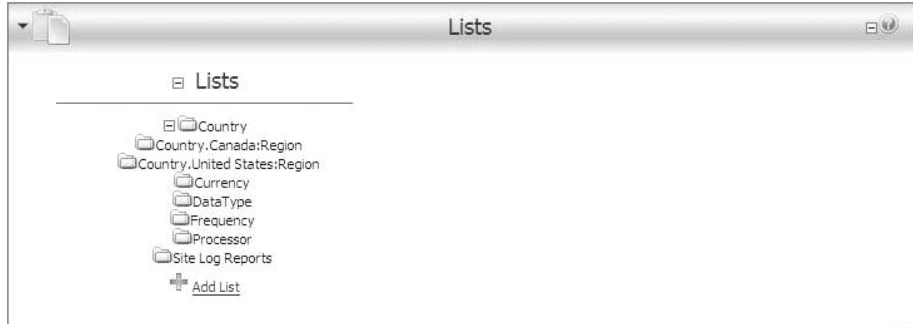 Lists
Lists
Country
Country.Canada:Region
Country.United States:Region
Currency
DataType
Frequency
Processor
Site Log Reports
Add List